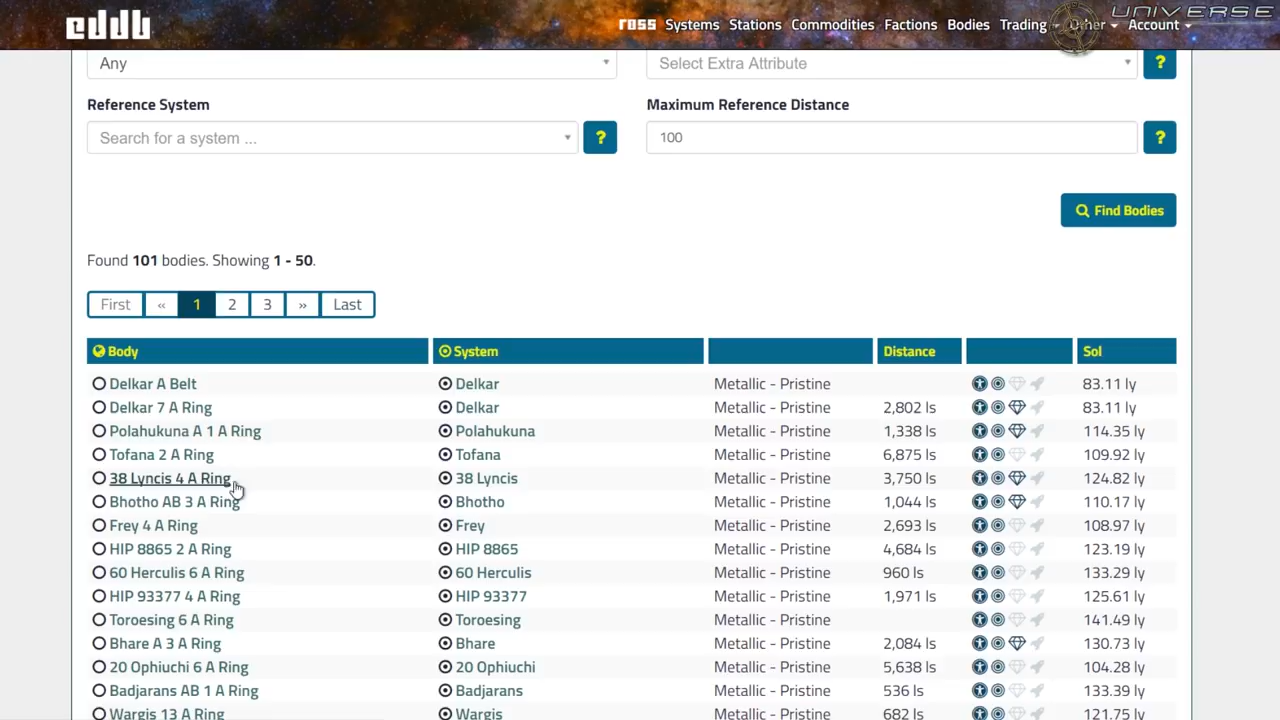 eddb
ross Systems Stations Commodities Factions Bodies Trading Other Account
UNIVERSE
Any
Select Extra Attribute
?
Reference System
Maximum Reference Distance
Search for a system ...
?
100
?
Find Bodies
Found 101 bodies. Showing 1 - 50.
First « 1 2 3 » Last
Body System Distance Sol
Delkar A Belt Delkar Metallic - Pristine 83.11 ly
Delkar 7 A Ring Delkar Metallic - Pristine 2,802 ls 83.11 ly
Polahukuna A 1 A Ring Polahukuna Metallic - Pristine 1,338 ls 114.35 ly
Tofana 2 A Ring Tofana Metallic - Pristine 6,875 ls 109.92 ly
38 Lyncis 4 A Ring 38 Lyncis Metallic - Pristine 3,750 ls 124.82 ly
Bhotho AB 3 A Ring Bhotho Metallic - Pristine 1,044 ls 110.17 ly
Frey 4 A Ring Frey Metallic - Pristine 2,693 ls 108.97 ly
HIP 8865 2 A Ring HIP 8865 Metallic - Pristine 4,684 ls 123.19 ly
60 Herculis 6 A Ring 60 Herculis Metallic - Pristine 960 ls 133.29 ly
HIP 93377 4 A Ring HIP 93377 Metallic - Pristine 1,971 ls 125.61 ly
Toroesing 6 A Ring Toroesing Metallic - Pristine 141.49 ly
Bhare A 3 A Ring Bhare Metallic - Pristine 2,084 ls 130.73 ly
20 Ophiuchi 6 A Ring 20 Ophiuchi Metallic - Pristine 5,638 ls 104.28 ly
Badjarans AB 1 A Ring Badjarans Metallic - Pristine 536 ls 133.39 ly
Wargis 13 A Ring Wargis Metallic - Pristine 682 ls 121.75 ly